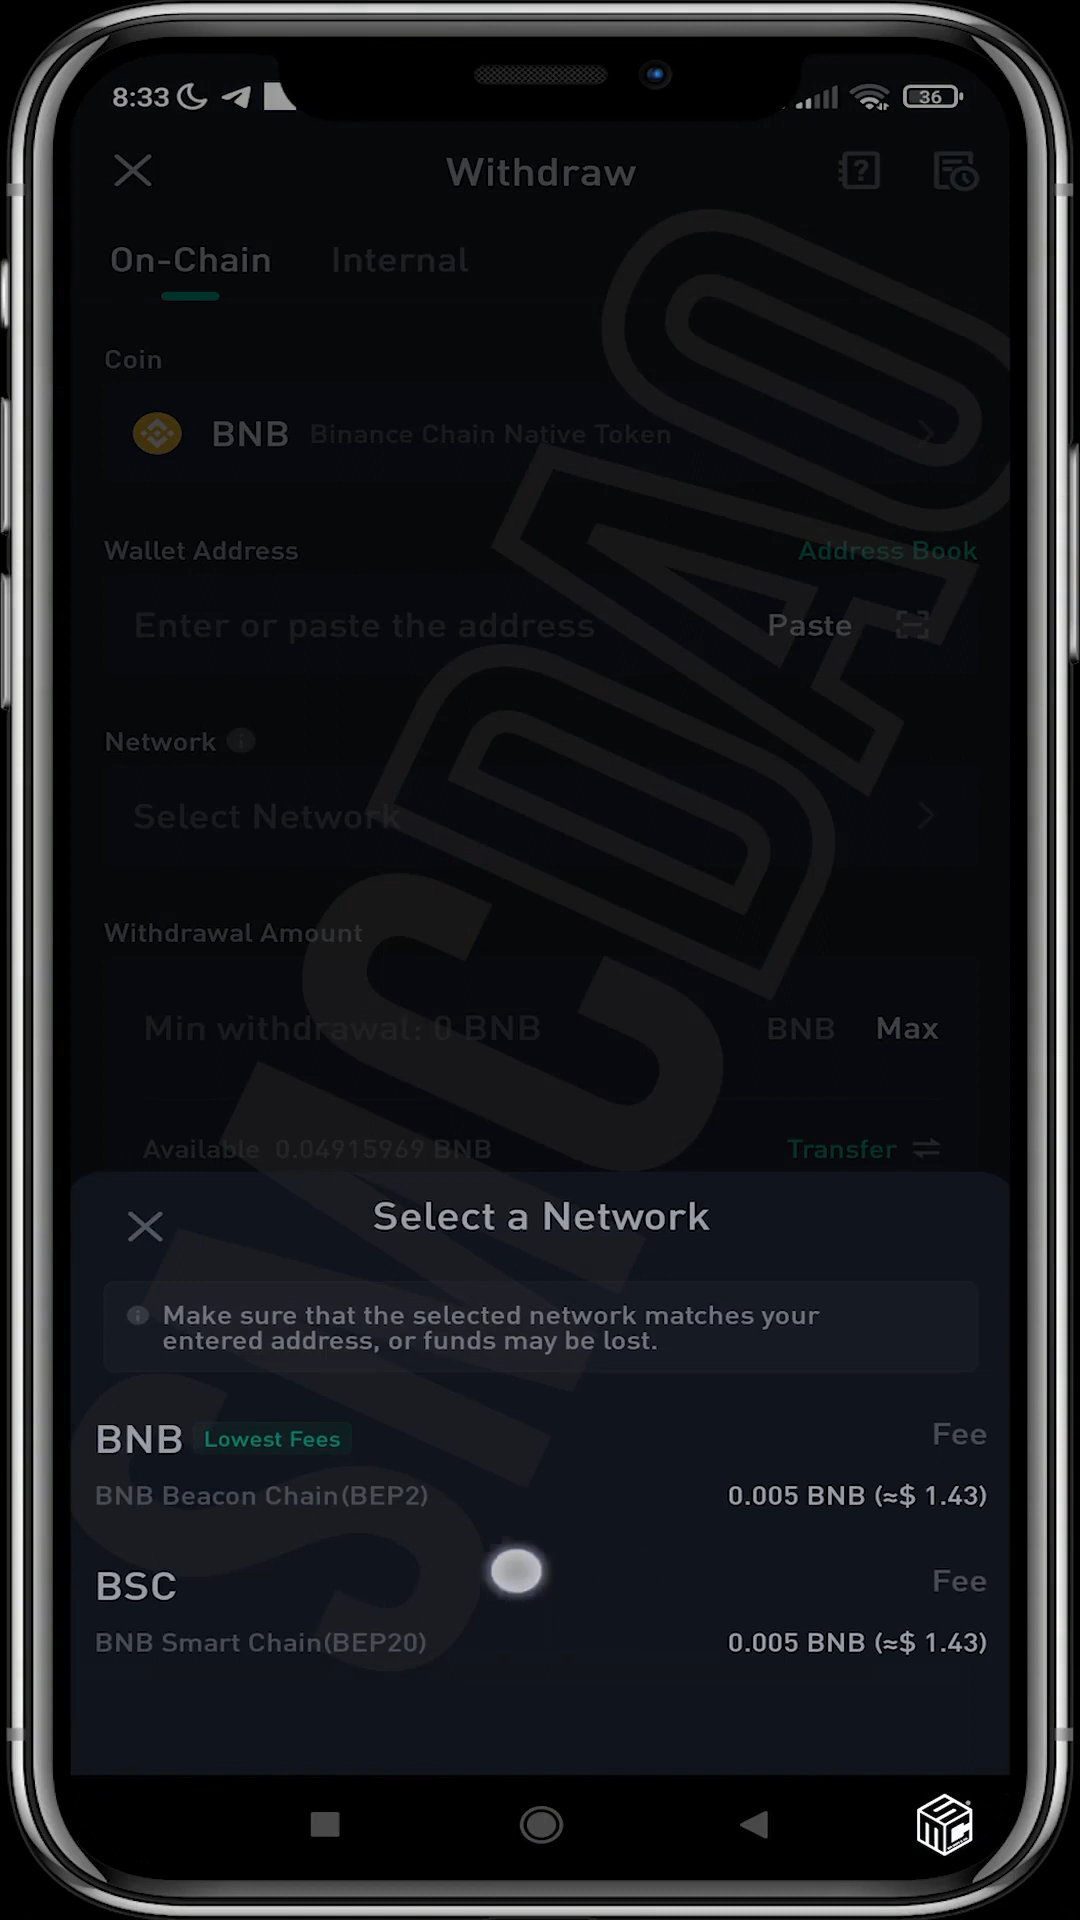 8:33
36
Withdraw
On-Chain Internal
Coin
BNB Binance Chain Native Token
Wallet Address Address Book
Enter or paste the address Paste
Network
Select Network
Withdrawal Amount
Min withdrawal: 0 BNB BNB Max
Available 0.04915969 BNB Transfer
Select a Network
Make sure that the selected network matches your
entered address, or funds may be lost.
BNB Lowest Fees Fee
BNB Beacon Chain(BEP2) 0.005 BNB (≈$ 1.43)
BSC Fee
BNB Smart Chain(BEP20) 0.005 BNB (≈$ 1.43)
SMCDAO
SMC